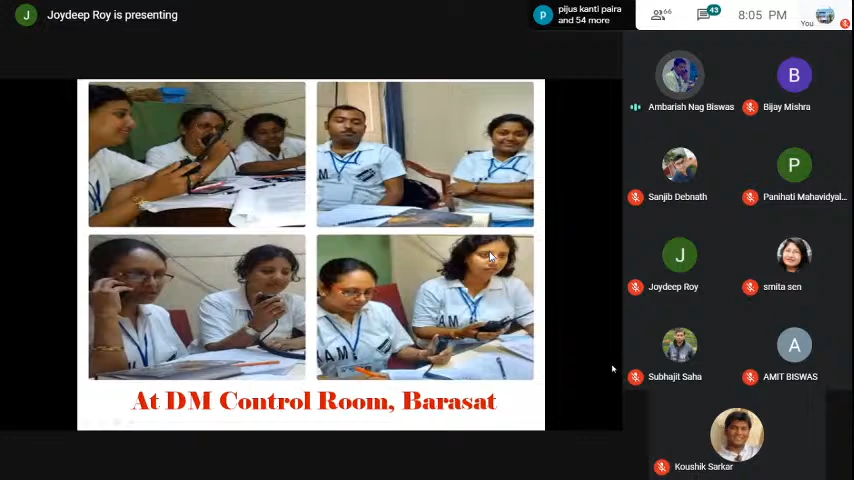 J
Joydeep Roy is presenting
P
pijus kanti paira
and 54 more
66
43
8:05 PM
You
Ambarish Nag Biswas
B
Bijay Mishra
Sanjib Debnath
P
Panihati Mahavidyal...
J
Joydeep Roy
smita sen
Subhajit Saha
A
AMIT BISWAS
Koushik Sarkar
AM
AM
At DM Control Room, Barasat